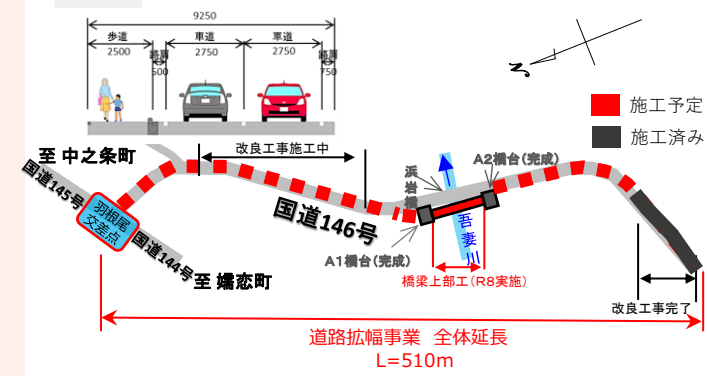 9250
歩道
車道
車道
2500
路肩
500
2750
2750
路肩
750
施工予定
施工済み
至 中之条町
改良工事施工中
浜岩橋
A2橋台(完成)
国道145号
羽根尾
交差点
国道146号
吾妻川
国道144号
A1橋台(完成)
至 嬬恋町
橋梁上部工(R8実施)
改良工事完了
道路拡幅事業 全体延長
L=510m